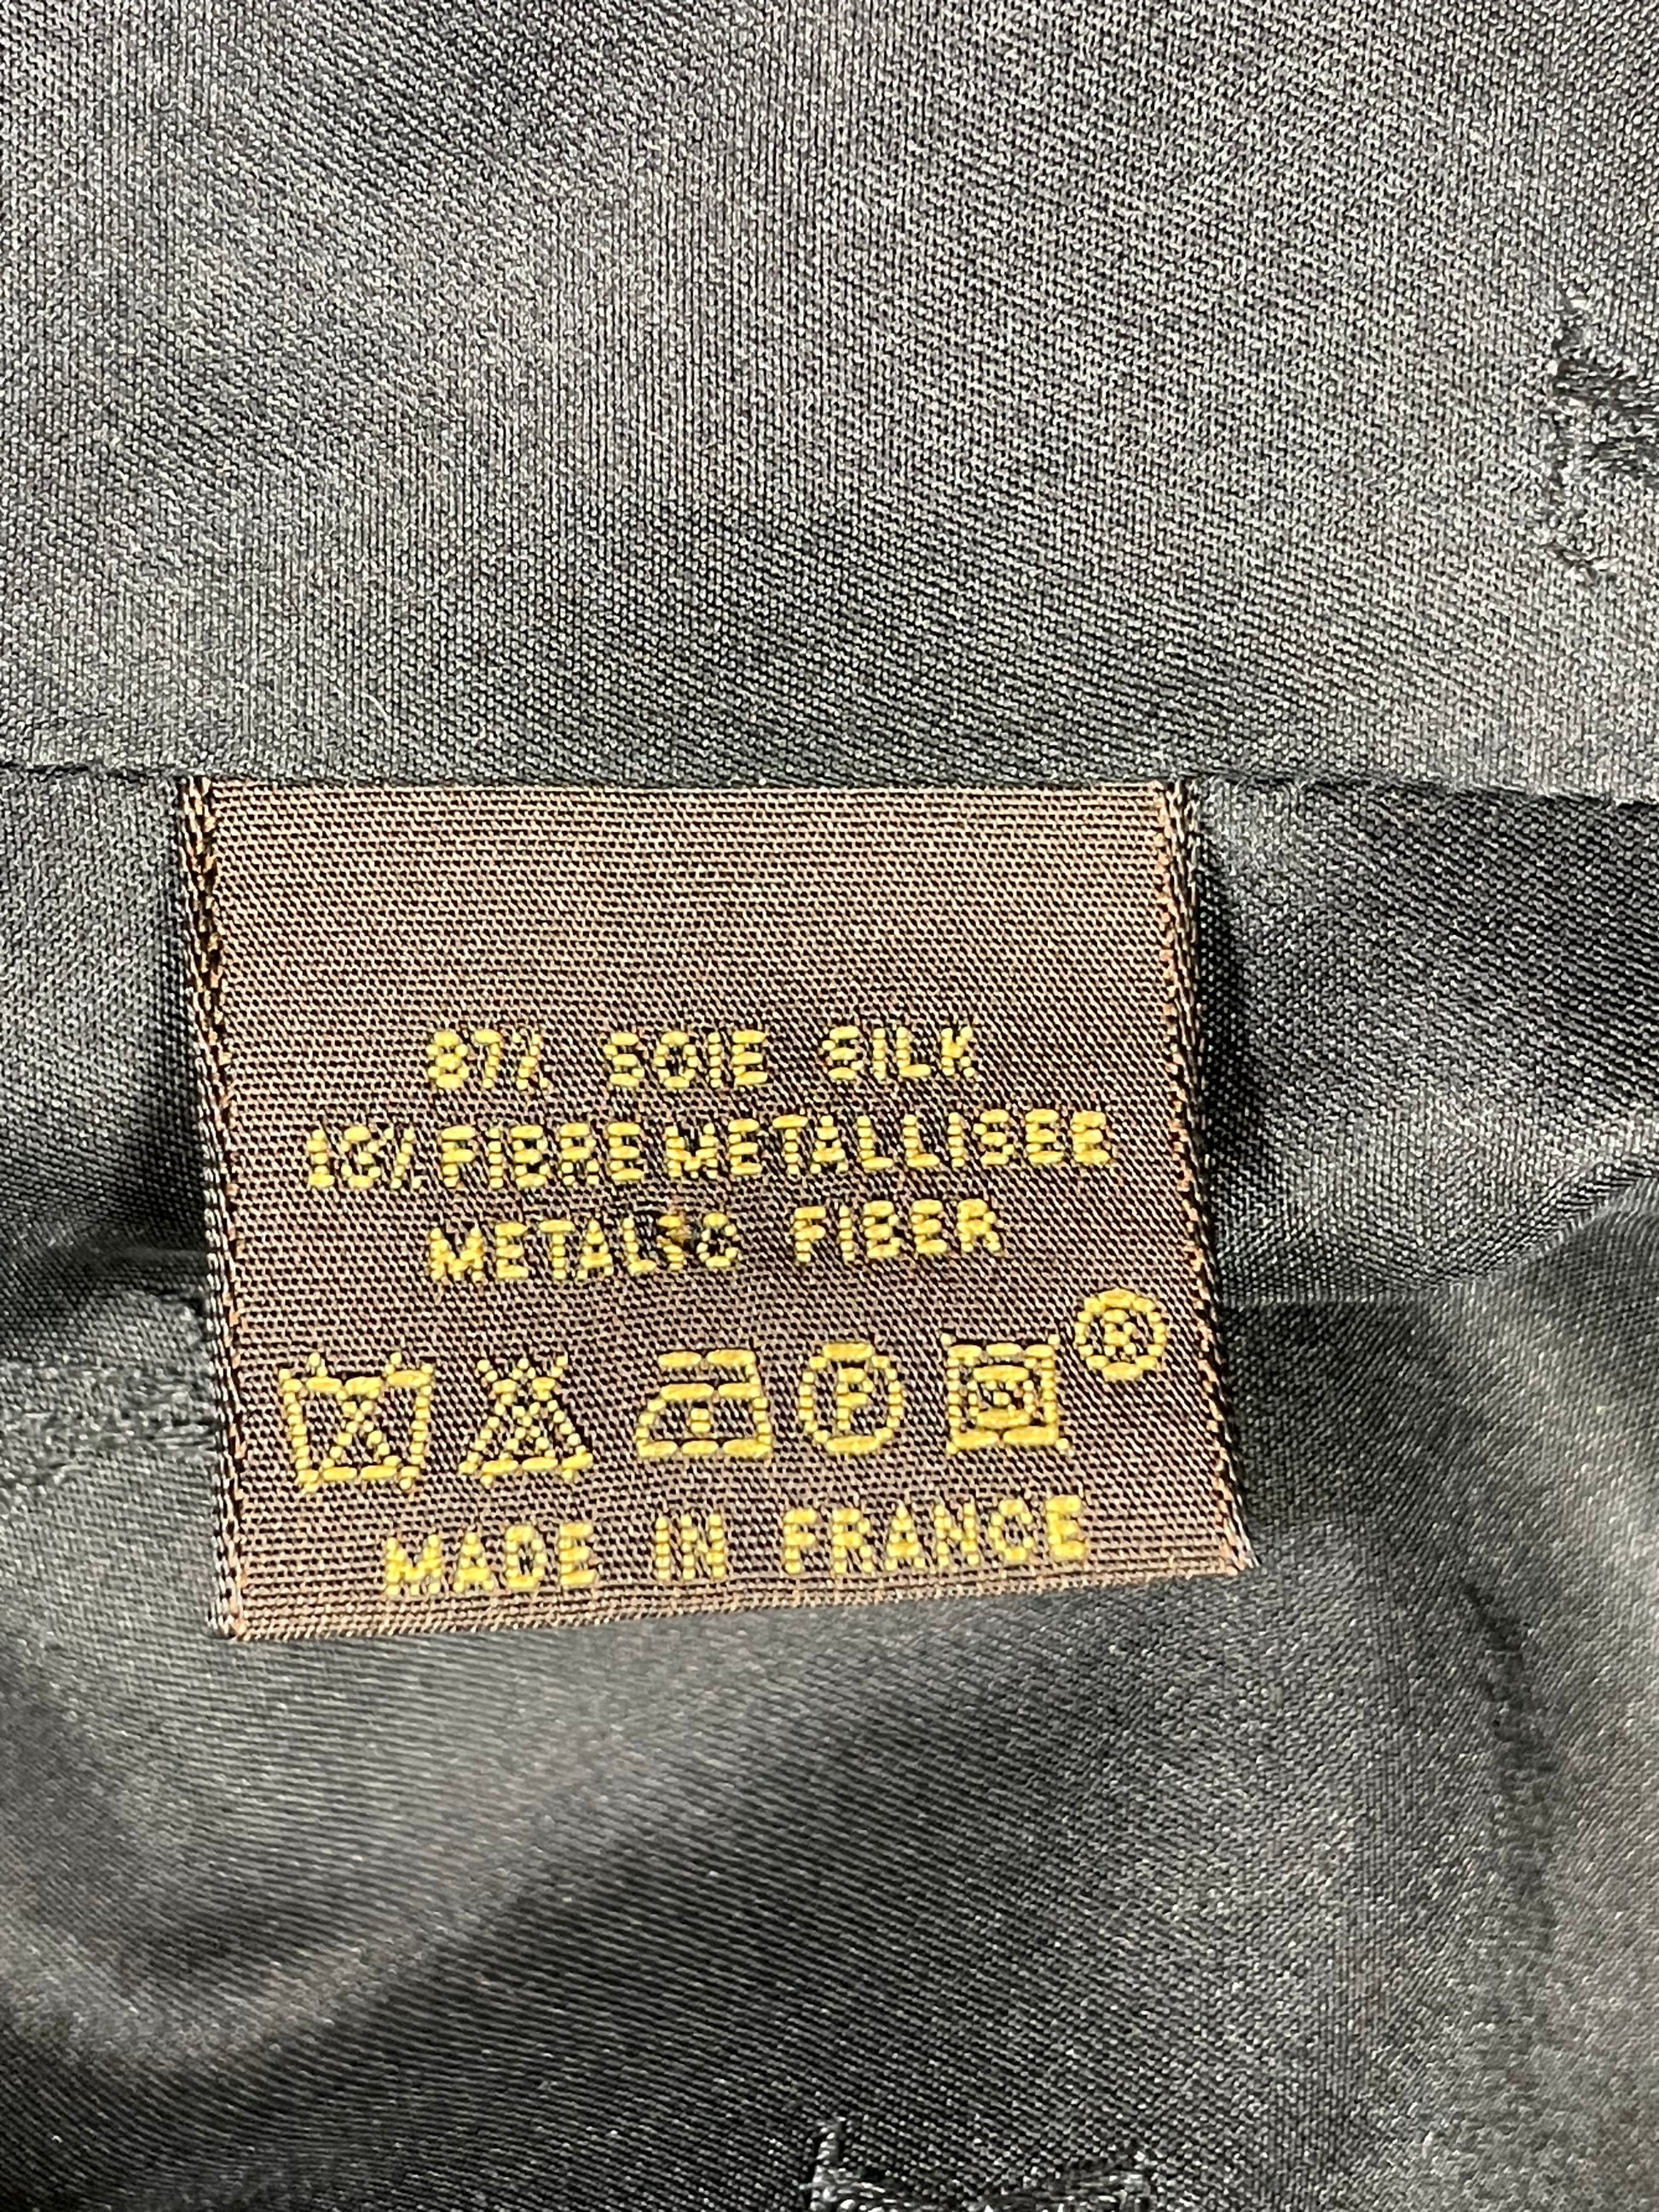 87% SOIE SILK
13% FIBRE METALLISEE
METALIC FIBER
P ®
MADE IN FRANCE